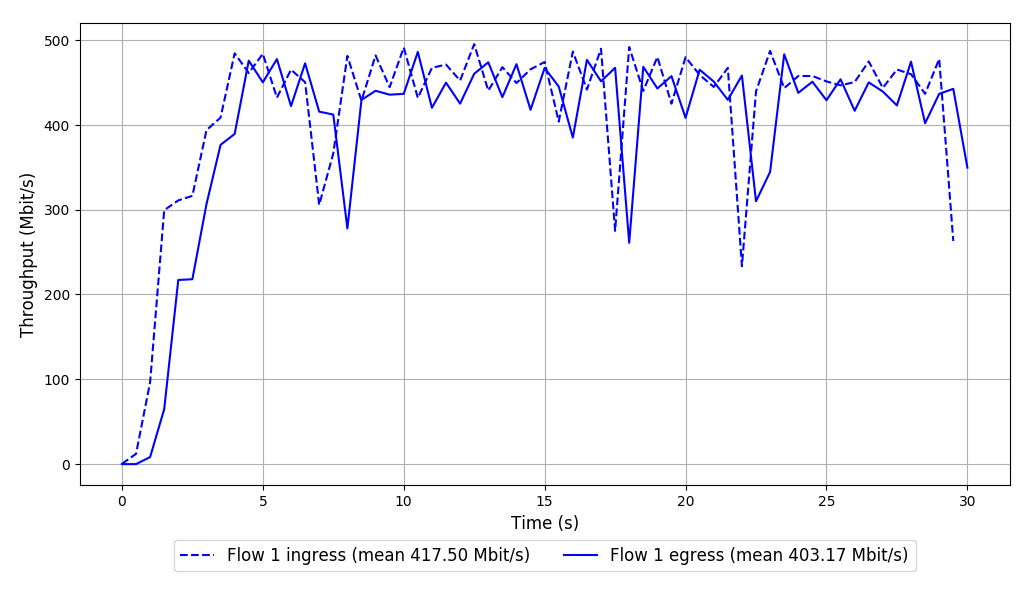 Throughput (Mbit/s)
500
400
300
200
100
0
0 5 10 15 20 25 30
Time (s)
Flow 1 ingress (mean 417.50 Mbit/s) Flow 1 egress (mean 403.17 Mbit/s)